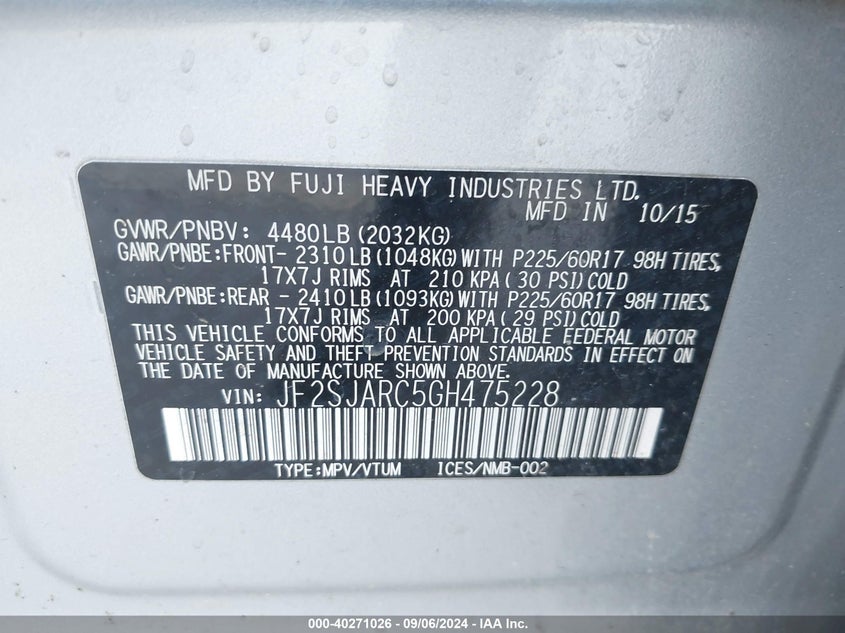 MFD BY FUJI HEAVY INDUSTRIES LTD.
MFD IN 10/15
GVWR/PNBV: 4480LB (2032KG)
GAWR/PNBE:FRONT- 2310LB (1048KG) WITH P225/60R17 98H TIRES,
17X7J RIMS AT 210 KPA (30 PSI) COLD
GAWR/PNBE:REAR - 2410LB (1093KG) WITH P225/60R17 98H TIRES,
17X7J RIMS AT 200 KPA (29 PSI) COLD
THIS VEHICLE CONFORMS TO ALL APPLICABLE FEDERAL MOTOR
VEHICLE SAFETY AND THEFT PREVENTION STANDARDS IN EFFECT ON
THE DATE OF MANUFACTURE SHOWN ABOVE.
VIN: JF2SJARC5GH475228
TYPE:MPV/VTUM ICES/NMB-002
000-40271026 - 09/06/2024 - IAA Inc.